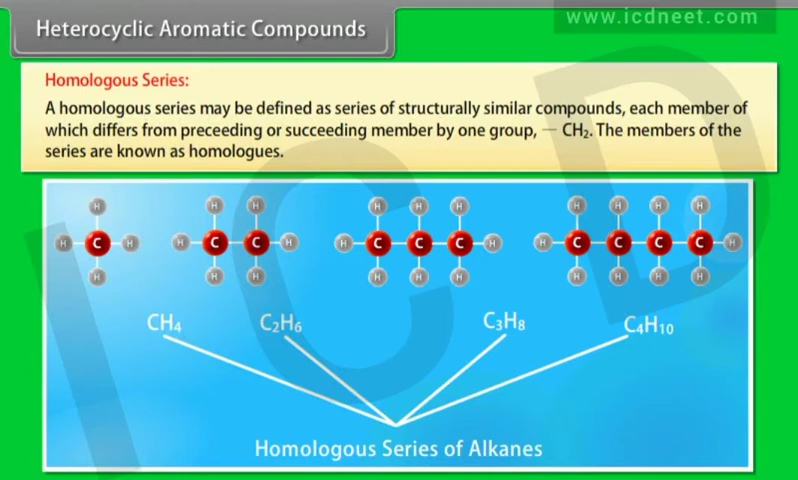 Heterocyclic Aromatic Compounds
www.icdneet.com
Homologous Series:
A homologous series may be defined as series of structurally similar compounds, each member of
which differs from preceeding or succeeding member by one group, — CH₂. The members of the
series are known as homologues.
H H H H H H H H
H C H H C C H H C C C H H C C C C H
H H H H H H H H H H
CH₄ C₂H₆ C₃H₈ C₄H₁₀
Homologous Series of Alkanes
I C D